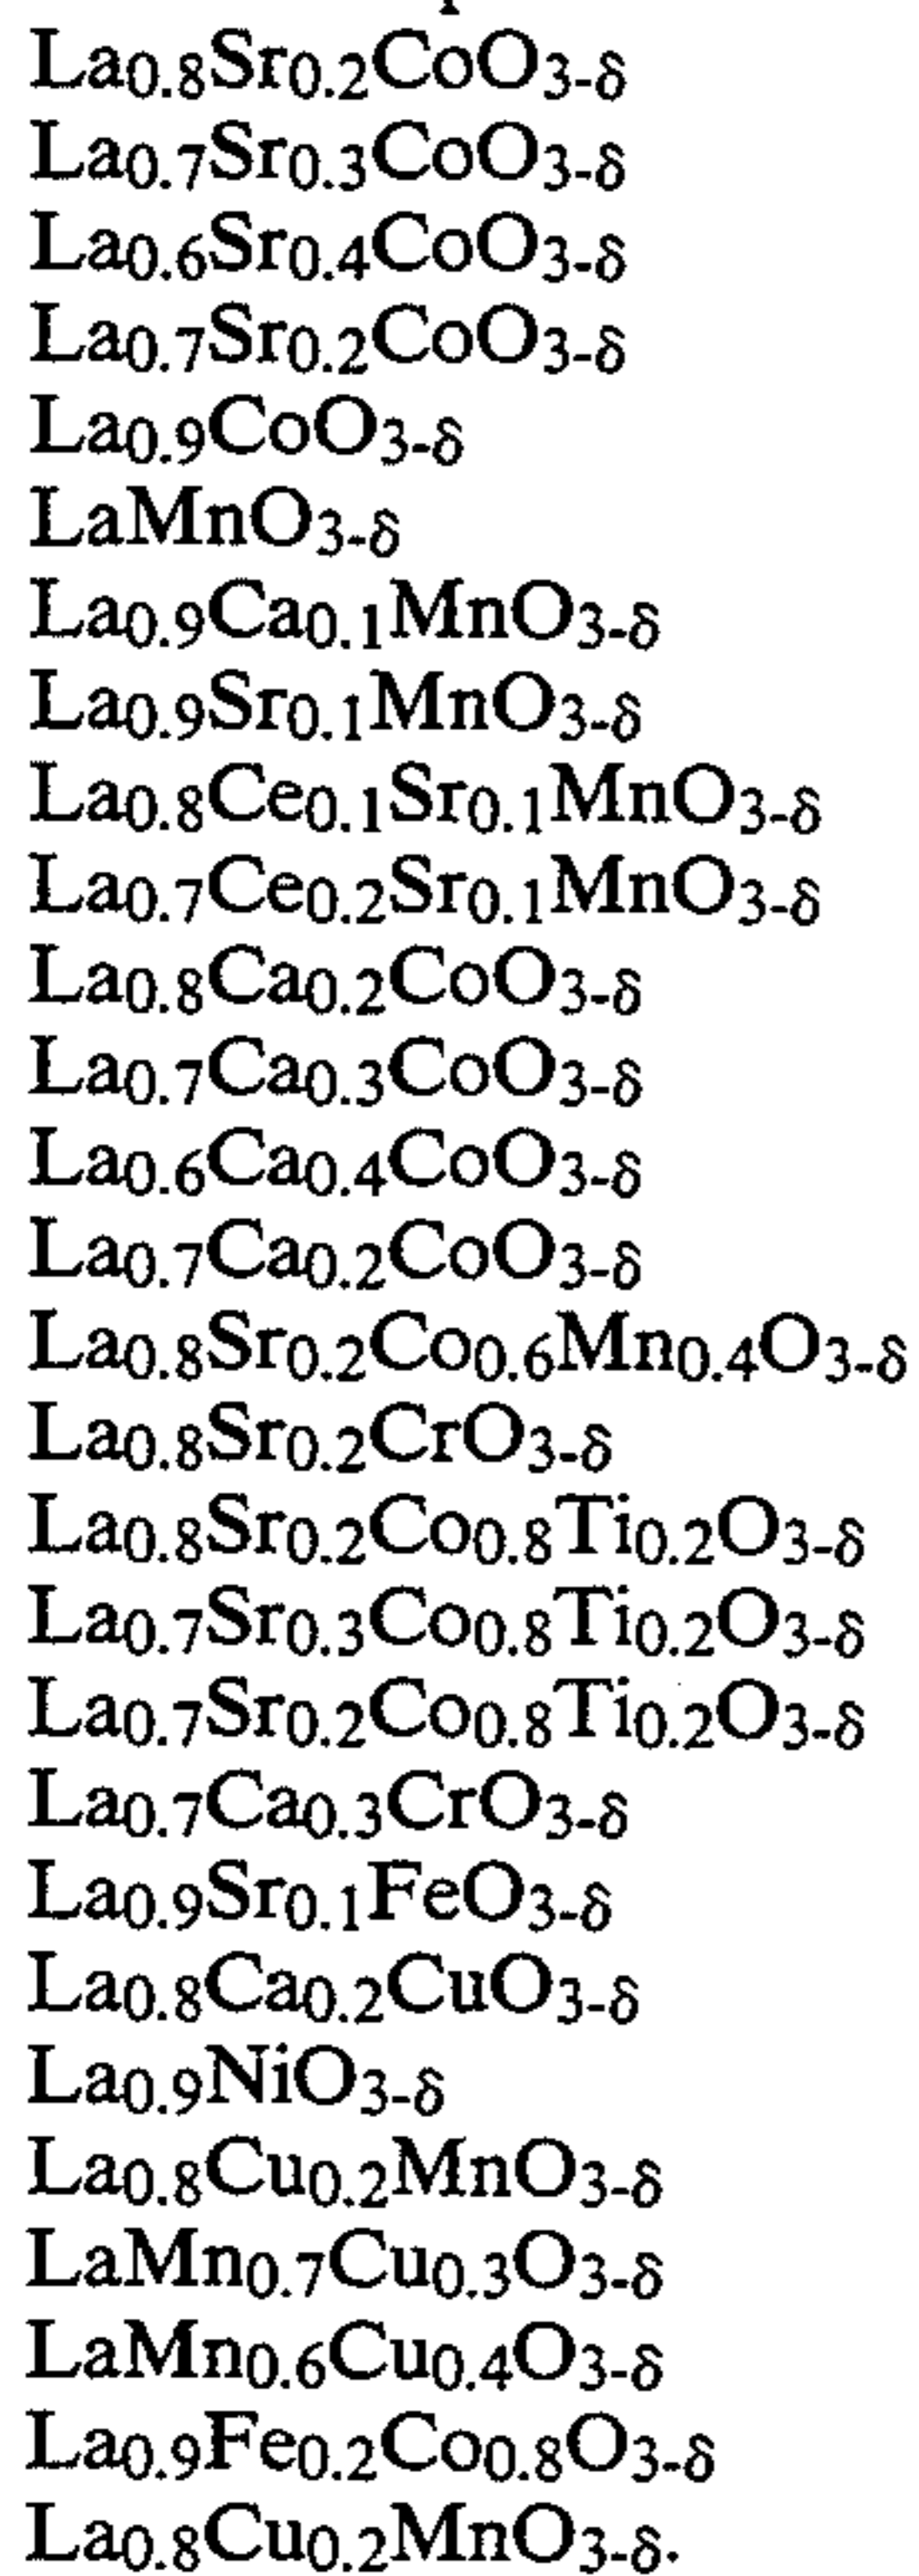 La0.8Sr0.2CoO3-δ
La0.7Sr0.3CoO3-δ
La0.6Sr0.4CoO3-δ
La0.7Sr0.2CoO3-δ
La0.9CoO3-δ
LaMnO3-δ
La0.9Ca0.1MnO3-δ
La0.9Sr0.1MnO3-δ
La0.8Ce0.1Sr0.1MnO3-δ
La0.7Ce0.2Sr0.1MnO3-δ
La0.8Ca0.2CoO3-δ
La0.7Ca0.3CoO3-δ
La0.6Ca0.4CoO3-δ
La0.7Ca0.2CoO3-δ
La0.8Sr0.2Co0.6Mn0.4O3-δ
La0.8Sr0.2CrO3-δ
La0.8Sr0.2Co0.8Ti0.2O3-δ
La0.7Sr0.3Co0.8Ti0.2O3-δ
La0.7Sr0.2Co0.8Ti0.2O3-δ
La0.7Ca0.3CrO3-δ
La0.9Sr0.1FeO3-δ
La0.8Ca0.2CuO3-δ
La0.9NiO3-δ
La0.8Cu0.2MnO3-δ
LaMn0.7Cu0.3O3-δ
LaMn0.6Cu0.4O3-δ
La0.9Fe0.2Co0.8O3-δ
La0.8Cu0.2MnO3-δ.